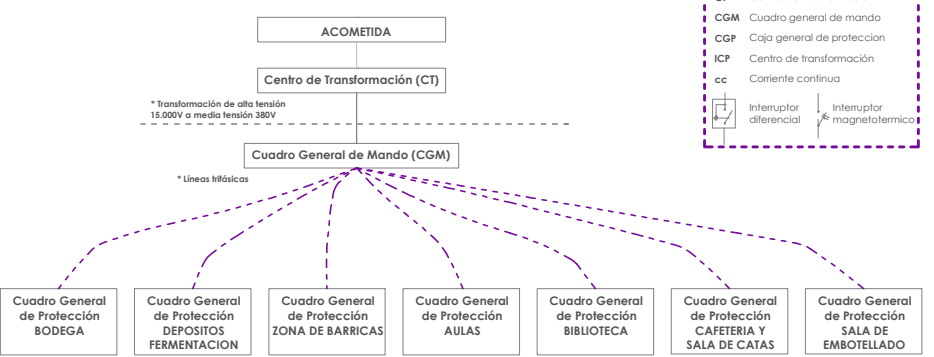 ACOMETIDA
Centro de Transformación (CT)
* Transformación de alta tensión
15.000V a media tensión 380V
Cuadro General de Mando (CGM)
* Líneas trifásicas
CGM Cuadro general de mando
CGP Caja general de proteccion
ICP Centro de transformación
cc Corriente continua
Interruptor
diferencial
Interruptor
magnetotermico
Cuadro General
de Protección
BODEGA
Cuadro General
de Protección
DEPOSITOS
FERMENTACION
Cuadro General
de Protección
ZONA DE BARRICAS
Cuadro General
de Protección
AULAS
Cuadro General
de Protección
BIBLIOTECA
Cuadro General
de Protección
CAFETERIA Y
SALA DE CATAS
Cuadro General
de Protección
SALA DE
EMBOTELLADO